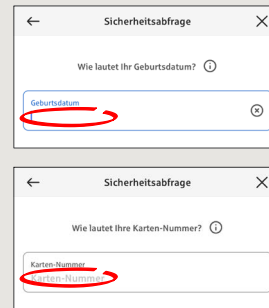 Sicherheitsabfrage
Wie lautet Ihr Geburtsdatum?
Geburtsdatum
Sicherheitsabfrage
Wie lautet Ihre Karten-Nummer?
Karten-Nummer
Karten-Nummer